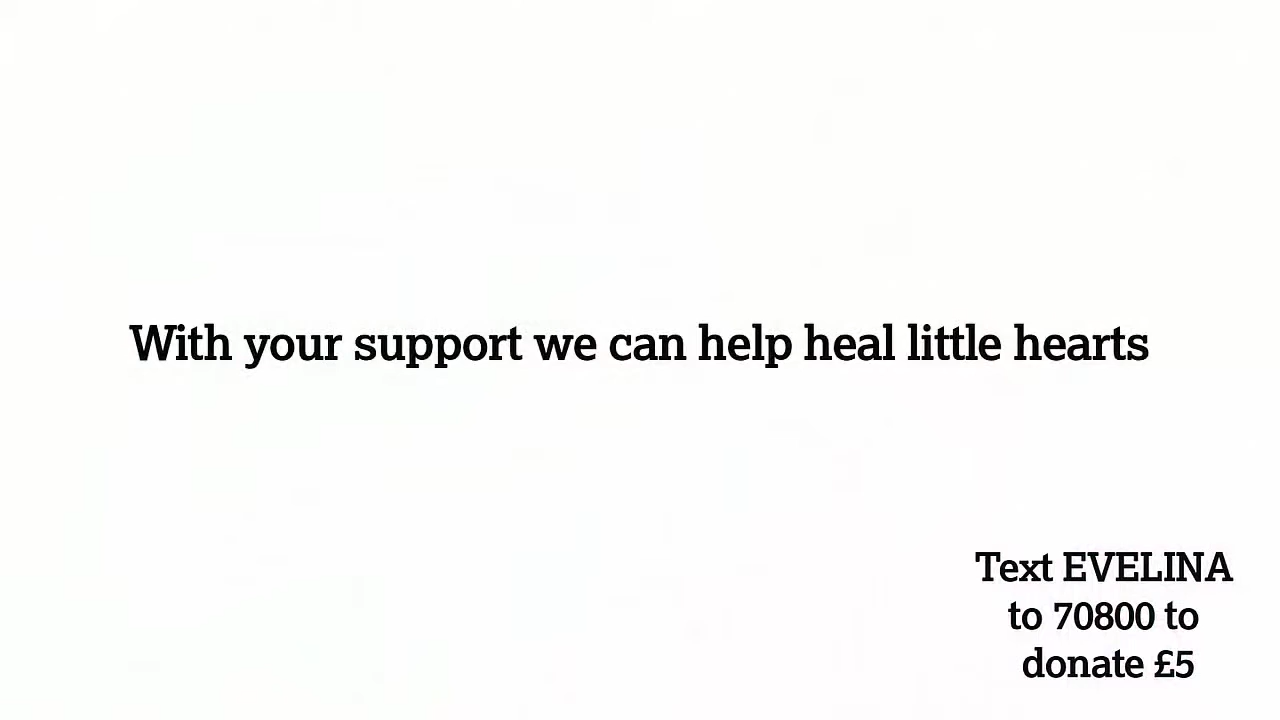 With your support we can help heal little hearts
Text EVELINA
to 70800 to
donate £5